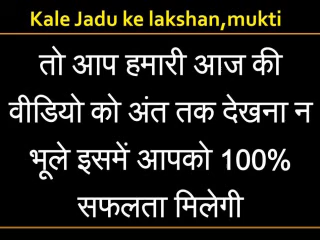 Kale Jadu ke lakshan,mukti
तो आप हमारी आज की
वीडियो को अंत तक देखना न
भूले इसमें आपको 100%
सफलता मिलेगी